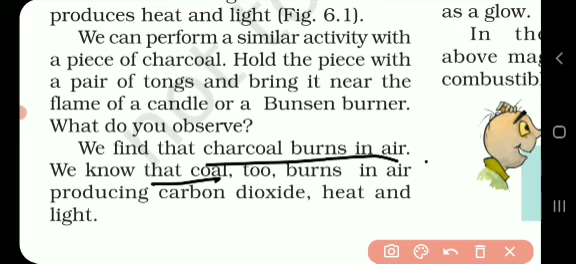 produces heat and light (Fig. 6.1).
We can perform a similar activity with
a piece of charcoal. Hold the piece with
a pair of tongs and bring it near the
flame of a candle or a Bunsen burner.
What do you observe?
We find that charcoal burns in air.
We know that coal, too, burns in air
producing carbon dioxide, heat and
light.
as a glow.
In the
above
combustib